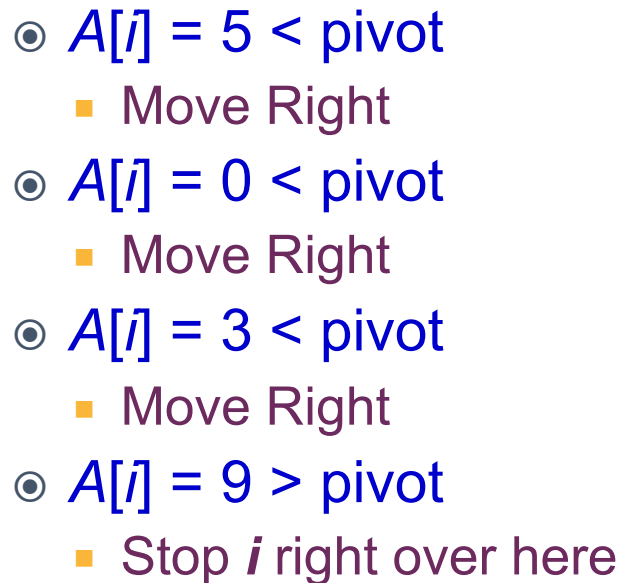 A[i] = 5 < pivot
Move Right
A[i] = 0 < pivot
Move Right
A[i] = 3 < pivot
Move Right
A[i] = 9 > pivot
Stop i right over here